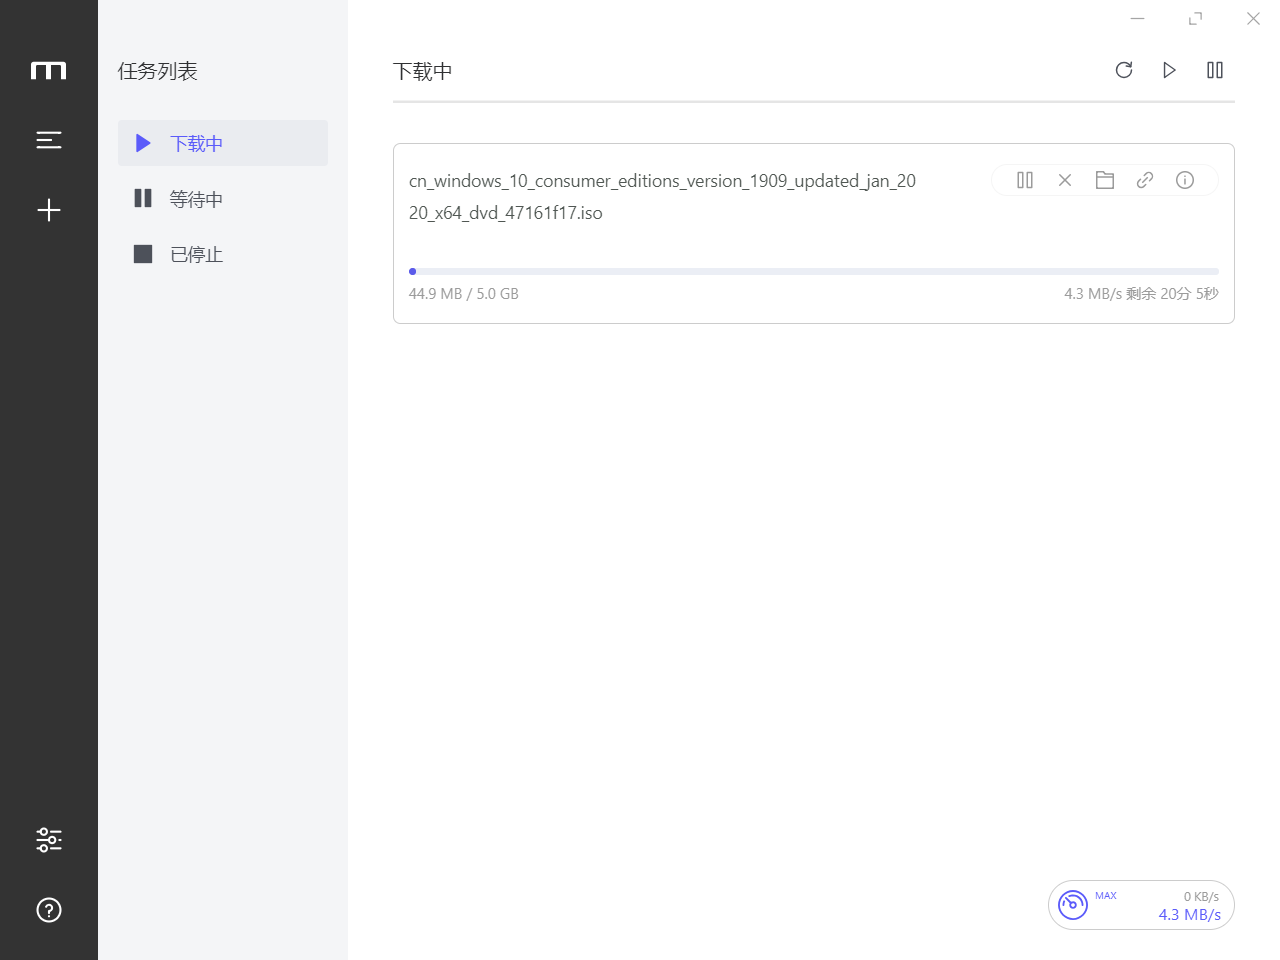 任务列表
下载中
等待中
已停止
下载中
cn_windows_10_consumer_editions_version_1909_updated_jan_20
20_x64_dvd_47161f17.iso
44.9 MB / 5.0 GB
4.3 MB/s 剩余 20分 5秒
MAX
0 KB/s
4.3 MB/s